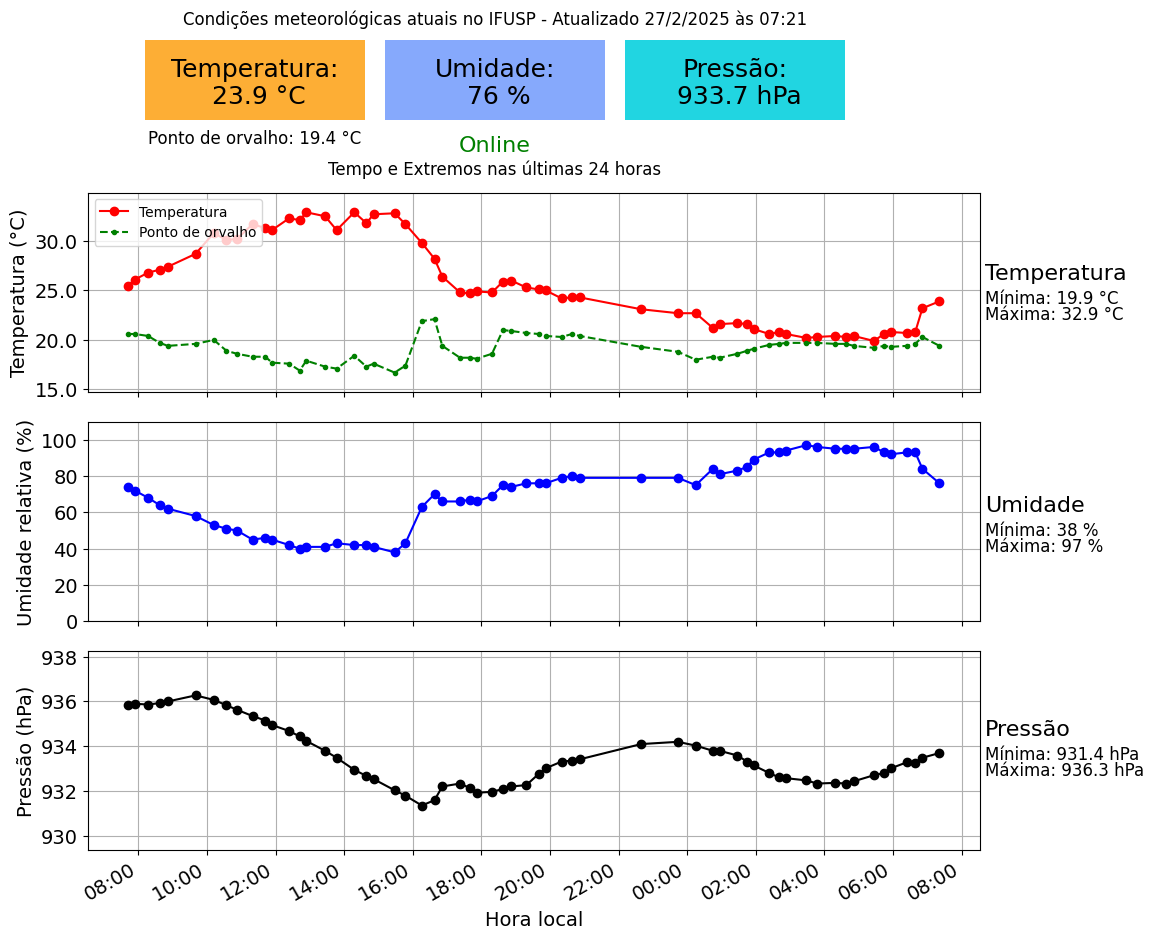 Condições meteorológicas atuais no IFUSP - Atualizado 27/2/2025 às 07:21
Temperatura:
23.9 °C
Umidade:
76 %
Pressão:
933.7 hPa
Ponto de orvalho: 19.4 °C
Online
Tempo e Extremos nas últimas 24 horas
Temperatura (°C)
30.0
25.0
20.0
15.0
Temperatura
Ponto de orvalho
Temperatura
Mínima: 19.9 °C
Máxima: 32.9 °C
Umidade relativa (%)
100
80
60
40
20
0
Umidade
Mínima: 38 %
Máxima: 97 %
Pressão (hPa)
938
936
934
932
930
Pressão
Mínima: 931.4 hPa
Máxima: 936.3 hPa
08:00
10:00
12:00
14:00
16:00
18:00
20:00
22:00
00:00
02:00
04:00
06:00
08:00
Hora local